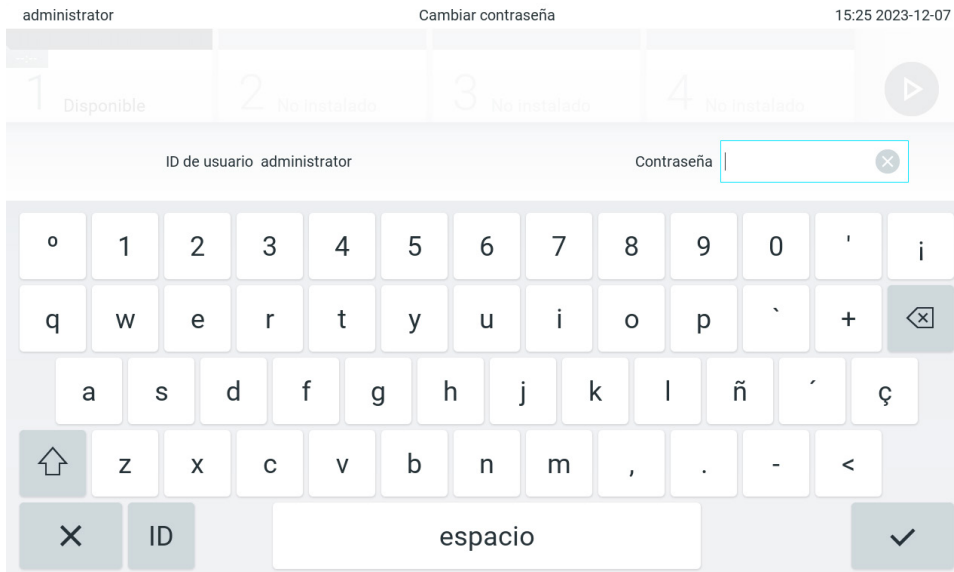 administrator Cambiar contraseña 15:25 2023-12-07
1 Disponible 2 No instalado 3 No instalado 4 No instalado
ID de usuario administrator Contraseña
º 1 2 3 4 5 6 7 8 9 0 ' ¡
q w e r t y u i o p ` +
a s d f g h j k l ñ ´ ç
z x c v b n m , . - <
ID espacio